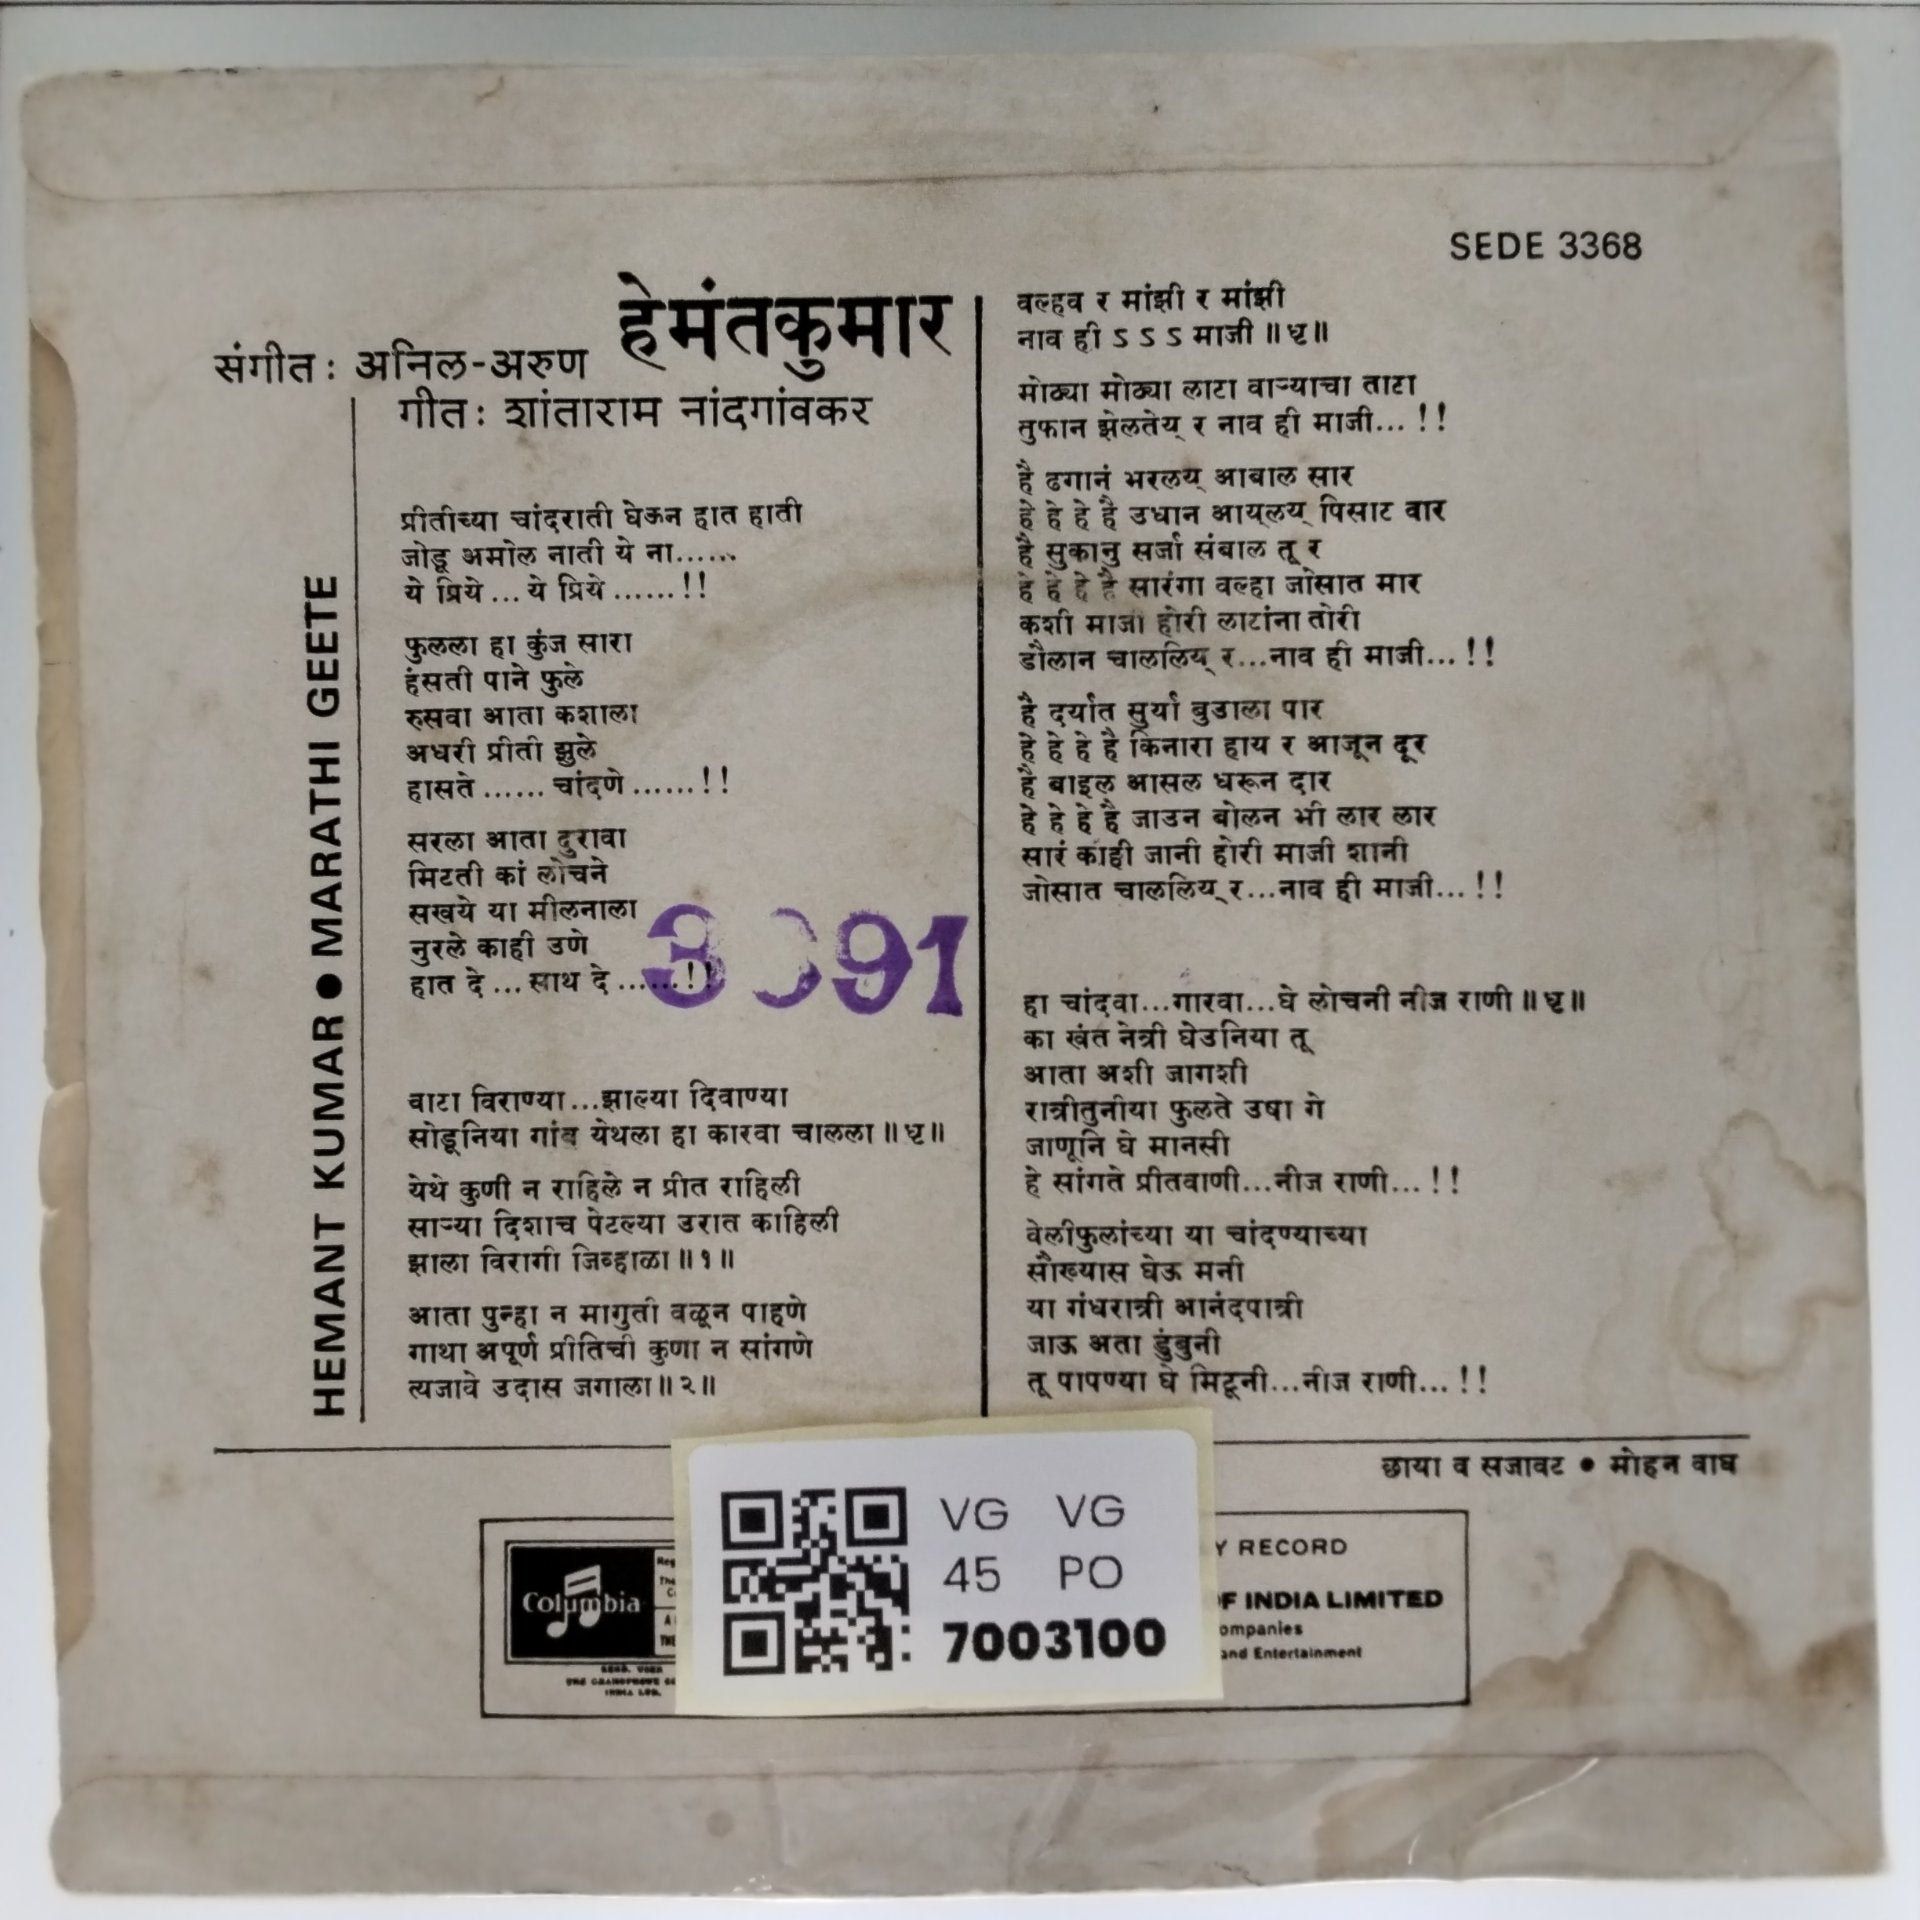 SEDE 3368
हेमंतकुमार
संगीत: अनिल-अरुण
गीत: शांताराम नांदगांवकर
HEMANT KUMAR ● MARATHI GEETE
प्रीतीच्या चांदराती घेऊन हात हाती
जोडू अमोल नाती ये ना......
ये प्रिये...ये प्रिये......!!
फुलला हा कुंज सारा
हंसती पाने फुले
रुसवा आता कशाला
अधरी प्रीती झुले
हासते......चांदणे......!!
सरला आता दुरावा
मिटती कां लोचने
सखये या मीलनाला
नुरले काही उणे
हात दे...साथ दे......!!
वाटा विराण्या...झाल्या दिवाण्या
सोडूनिया गांव येथला हा कारवा चालला॥धृ॥
येथे कुणी न राहिले न प्रीत राहिली
साऱ्या दिशाच पेटल्या उरात काहिली
झाला विरागी जिव्हाळा॥१॥
आता पुन्हा न मागुती वळून पाहणे
गाथा अपूर्ण प्रीतिची कुणा न सांगणे
त्यजावे उदास जगाला॥२॥
वल्हव र मांझी र मांझी
नाव ही ऽ ऽ ऽ माजी॥धृ॥
मोठ्या मोठ्या लाटा वाऱ्याचा ताटा
तुफान झेलतेय् र नाव ही माजी...!!
है ढगानं भरलय् आबाल सार
हे हे हे है उधान आय्लय् पिसाट वार
है सुकानु सर्जा संबाल तू र
हे हे हे है सारंगा वल्हा जोसात मार
कशी माजी होरी लाटांना तोरी
डौलान चाललिय् र...नाव ही माजी...!!
है दर्यात सुर्या बुडाला पार
हे हे हे है किनारा हाय र आजून दूर
है बाइल आसल धरून दार
हे हे हे है जाउन बोलन भी लार लार
सारं काही जानी होरी माजी शानी
जोसात चाललिय् र...नाव ही माजी...!!
हा चांदवा...गारवा...घे लोचनी नीज राणी॥धृ॥
का खंत नेत्री घेउनिया तू
आता अशी जागशी
रात्रीतुनीया फुलते उषा गे
जाणूनि घे मानसी
हे सांगते प्रीतवाणी...नीज राणी...!!
वेलीफुलांच्या या चांदण्याच्या
सौख्यास घेऊ मनी
या गंधरात्री आनंदपात्री
जाऊ अता डुंबुनी
तू पापण्या घे मिटूनी...नीज राणी...!!
छाया व सजावट ● मोहन वाघ
Columbia
INDIA LTD.
VG VG
45 PO
7003100
Y RECORD
F INDIA LIMITED
ompanies
and Entertainment